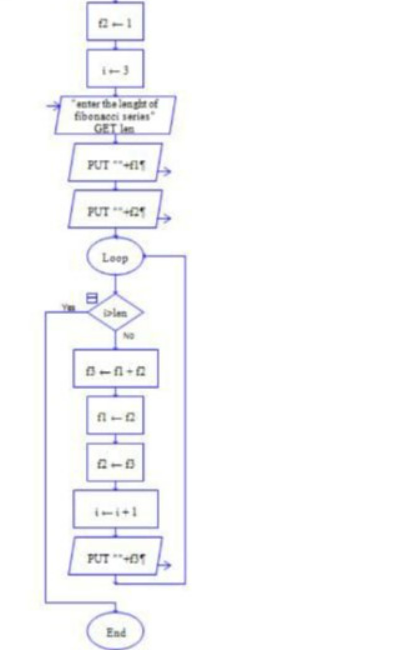 f2 ← 1
i ← 3
"enter the lenght of
fibonacci series"
GET len
PUT ""+f1¶
PUT ""+f2¶
Loop
Yes
i>len
No
f3 ← f1 + f2
f1 ← f2
f2 ← f3
i ← i + 1
PUT ""+f3¶
End